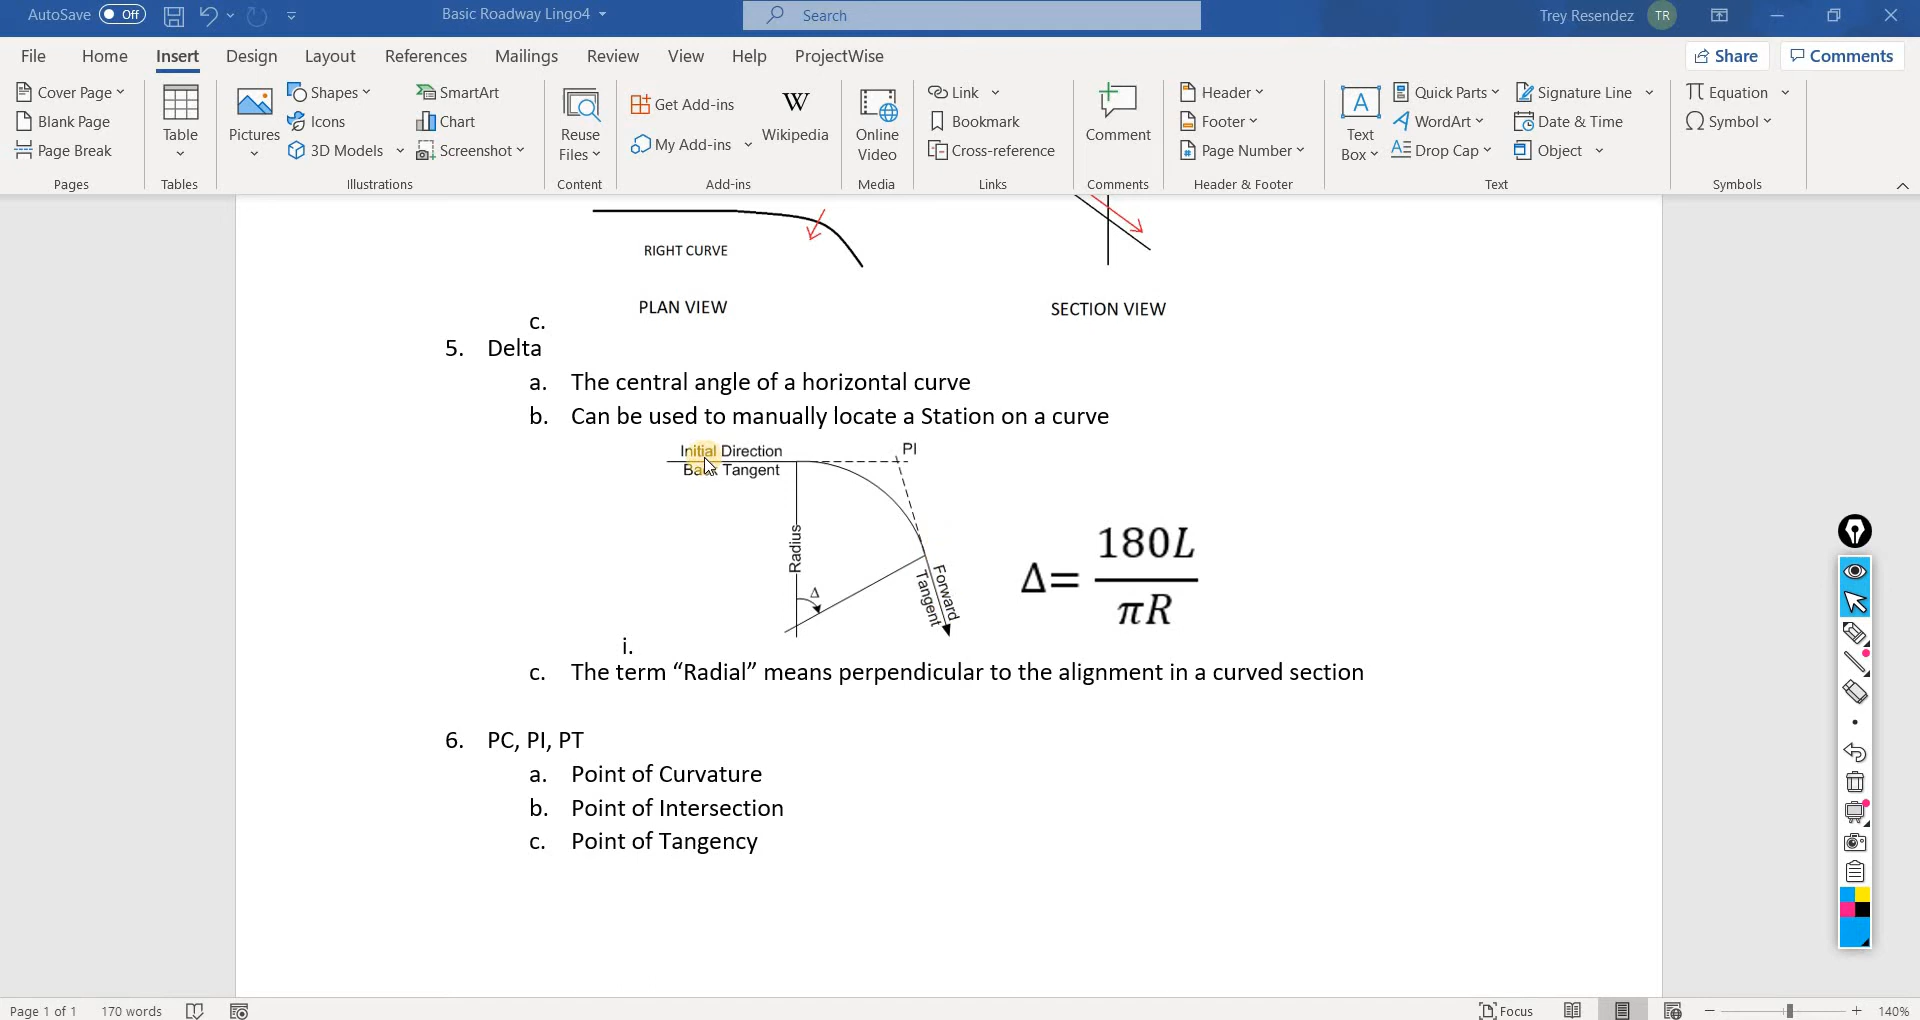 AutoSave Off Basic Roadway Lingo4 Search Trey Resendez TR
File Home Insert Design Layout References Mailings Review View Help ProjectWise Share Comments
Cover Page
Blank Page
Page Break
Pages
Table
Tables
Pictures
Shapes
Icons
3D Models
SmartArt
Chart
Screenshot
Illustrations
Reuse
Files
Content
Get Add-ins
My Add-ins
W
Wikipedia
Add-ins
Online
Video
Media
Link
Bookmark
Cross-reference
Links
Comment
Comments
Header
Footer
Page Number
Header & Footer
A
Text
Box
Quick Parts
WordArt
Drop Cap
Signature Line
Date & Time
Object
Text
π Equation
Ω Symbol
Symbols
RIGHT CURVE
PLAN VIEW
SECTION VIEW
c.
5. Delta
a. The central angle of a horizontal curve
b. Can be used to manually locate a Station on a curve
Initial Direction
Back Tangent
PI
Radius
Δ
Forward
Tangent
Δ= 180L
πR
i.
c. The term “Radial” means perpendicular to the alignment in a curved section
6. PC, PI, PT
a. Point of Curvature
b. Point of Intersection
c. Point of Tangency
Page 1 of 1 170 words Focus 140%